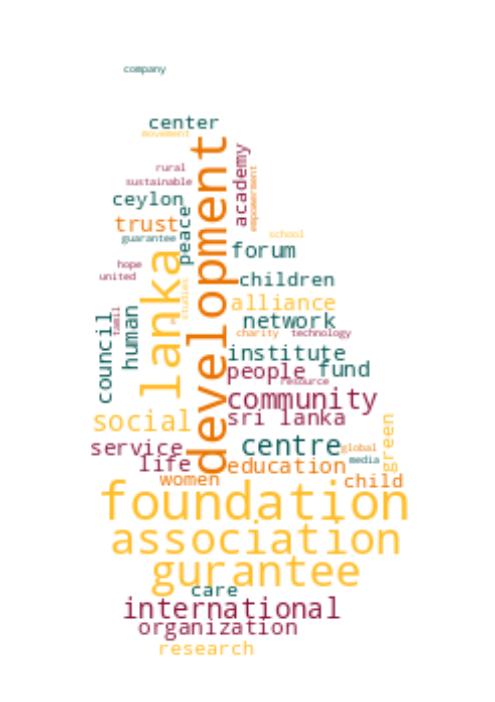 company
center
movement
development
academy
empowerment
rural
sustainable
ceylon
trust
peace
guarantee
school
forum
lanka
hope
united
studies
children
alliance
tamil
human
council
network
charity technology
institute
people fund
resource
community
social
sri lanka
green
service
centre
global
life
education
media
women
child
foundation
association
gurantee
care
international
organization
research